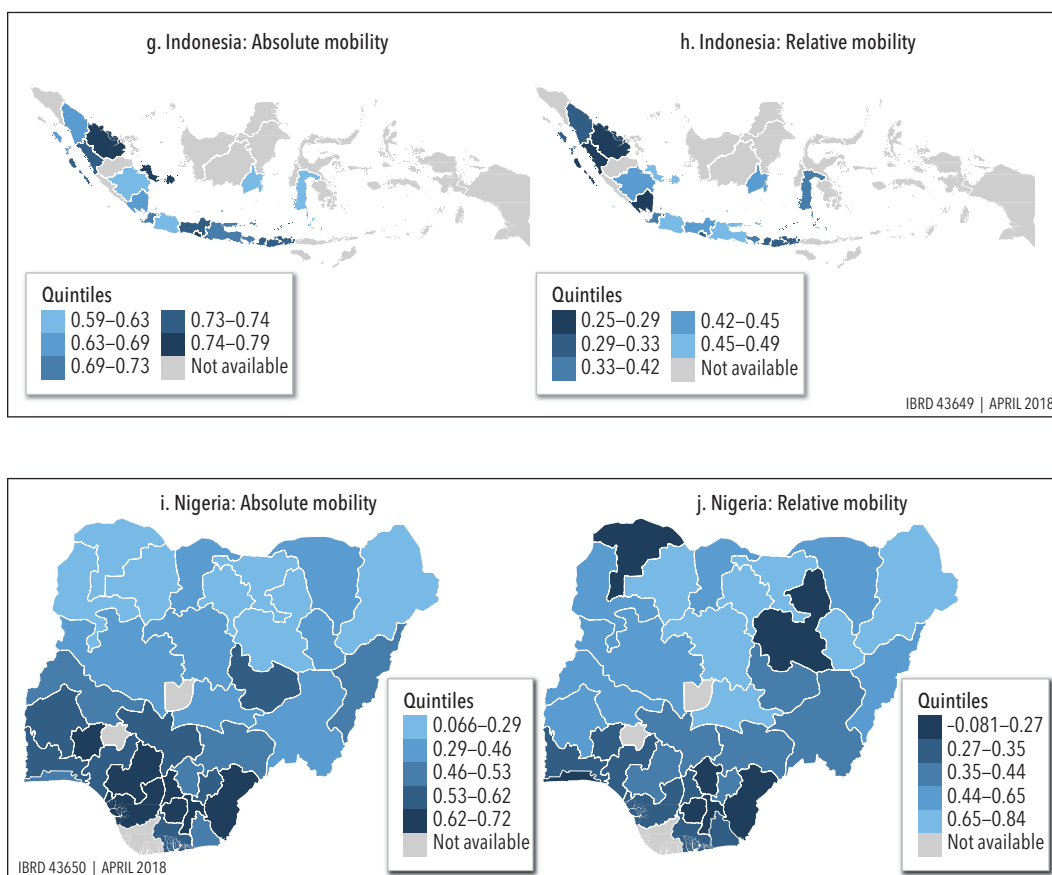 g. Indonesia: Absolute mobility
h. Indonesia: Relative mobility
Quintiles
0.59–0.63
0.63–0.69
0.69–0.73
0.73–0.74
0.74–0.79
Not available
Quintiles
0.25–0.29
0.29–0.33
0.33–0.42
0.42–0.45
0.45–0.49
Not available
IBRD 43649 | APRIL 2018
i. Nigeria: Absolute mobility
j. Nigeria: Relative mobility
Quintiles
0.066–0.29
0.29–0.46
0.46–0.53
0.53–0.62
0.62–0.72
Not available
Quintiles
-0.081–0.27
0.27–0.35
0.35–0.44
0.44–0.65
0.65–0.84
Not available
IBRD 43650 | APRIL 2018